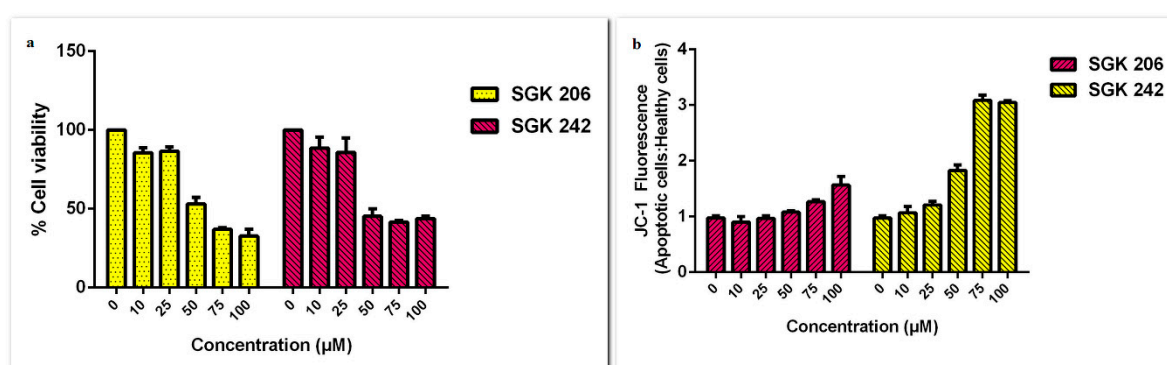 a
150
100
50
0
% Cell viability
0 10 25 50 75 100 0 10 25 50 75 100
Concentration (µM)
SGK 206
SGK 242
b
4
3
2
1
0
JC-1 Fluorescence
(Apoptotic cells:Healthy cells)
0 10 25 50 75 100 0 10 25 50 75 100
Concentration (µM)
SGK 206
SGK 242